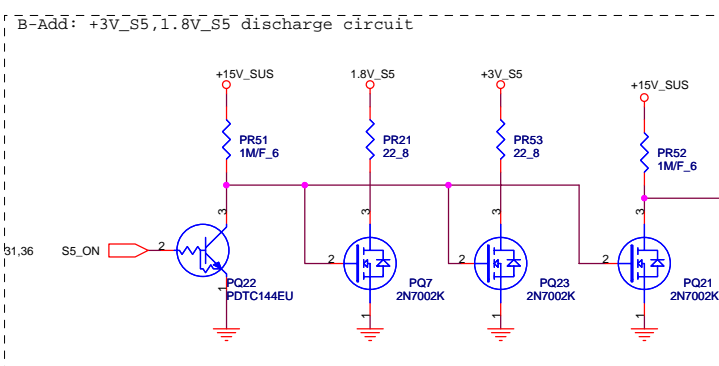 B-Add: +3V_S5,1.8V_S5 discharge circuit
+15V_SUS
1.8V_S5
+3V_S5
+15V_SUS
PR51
1M/F_6
PR21
22_8
PR53
22_8
PR52
1M/F_6
3
3
3
3
31,36
S5_ON
2
2
2
2
PQ22
PDTC144EU
PQ7
2N7002K
PQ23
2N7002K
PQ21
2N7002K
1
1
1
1